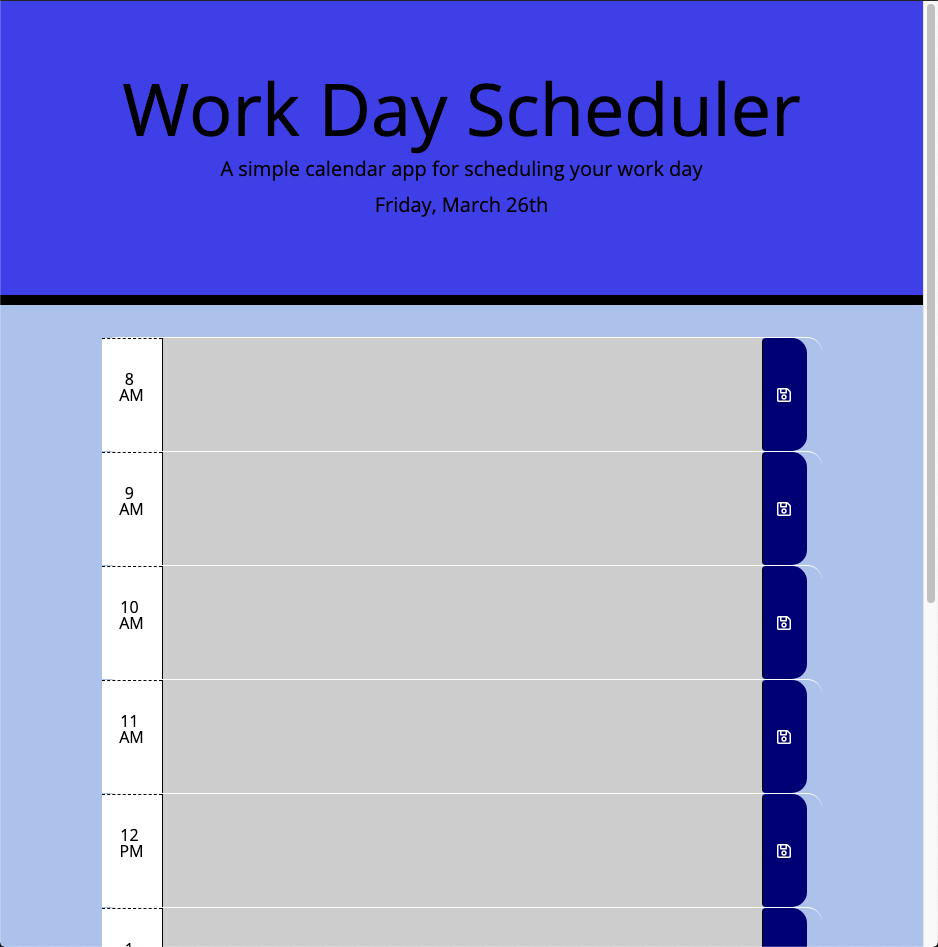 Work Day Scheduler
A simple calendar app for scheduling your work day
Friday, March 26th
8
AM
9
AM
10
AM
11
AM
12
PM
1